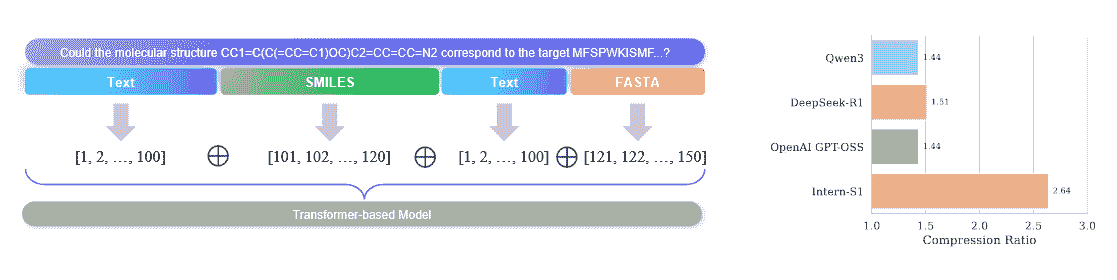 Could the molecular structure CC1=C(C(=CC=C1)OC)C2=CC=CC=N2 correspond to the target MFSPWKISMF...?
Text SMILES Text FASTA
[1, 2, ..., 100] ⊕ [101, 102, ..., 120] ⊕ [1, 2, ..., 100] ⊕ [121, 122, ..., 150]
Transformer-based Model
Qwen3 1.44
DeepSeek-R1 1.51
OpenAI GPT-OSS 1.44
Intern-S1 2.64
1.0 1.5 2.0 2.5 3.0
Compression Ratio